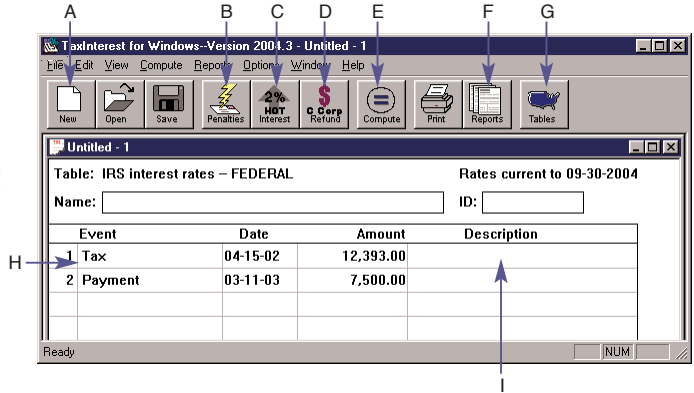 A B C D E F G
TaxInterest for Windows--Version 2004.3 - Untitled - 1
File Edit View Compute Reports Options Window Help
2%
HOT C Corp
New Open Save Penalties Interest Refund Compute Print Reports Tables
Untitled - 1
Table: IRS interest rates – FEDERAL Rates current to 09-30-2004
Name: ID:
Event Date Amount Description
H 1 Tax 04-15-02 12,393.00
2 Payment 03-11-03 7,500.00
Ready NUM
I